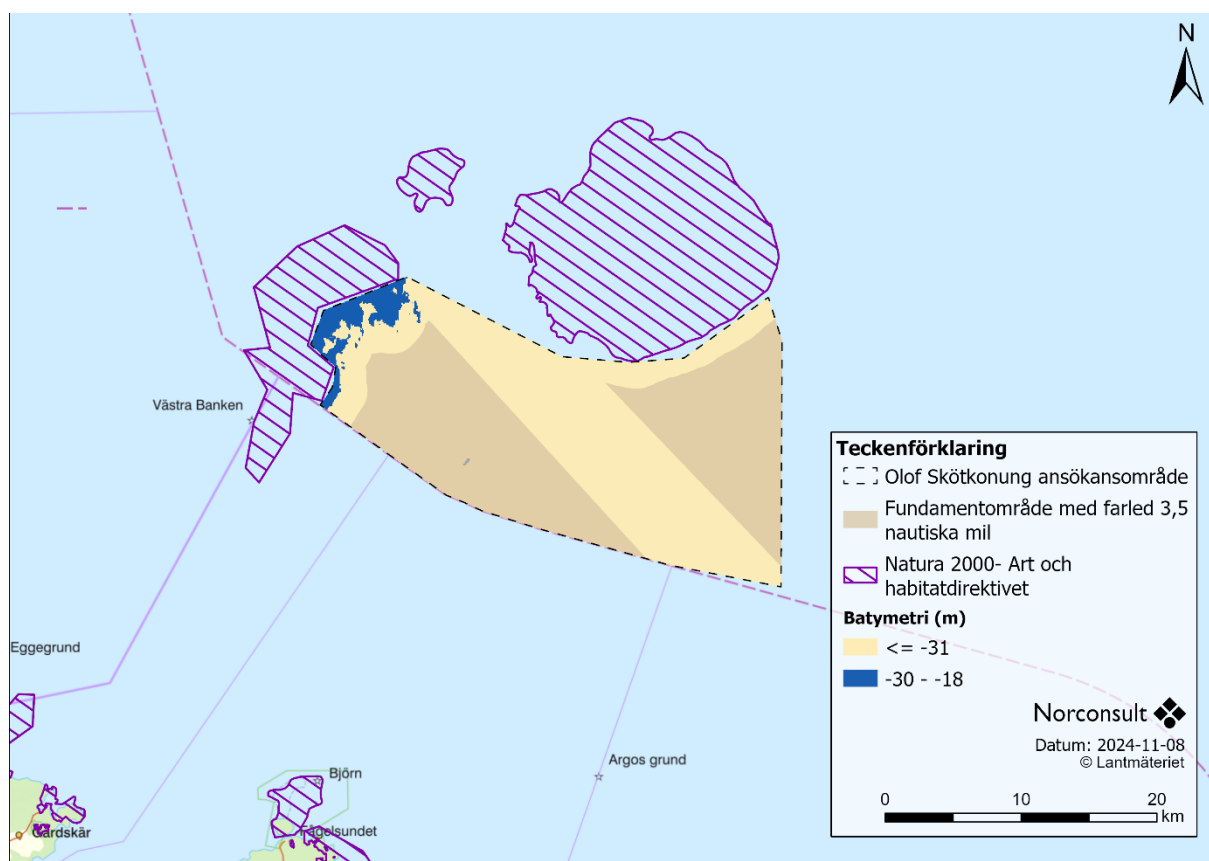 N
Västra Banken
Eggegrund
Gårdskär
Björn
Fågelsundet
Argos grund
Teckenförklaring
Olof Skötkonung ansökansområde
Fundamentområde med farled 3,5
nautiska mil
Natura 2000- Art och
habitatdirektivet
Batymetri (m)
<= -31
-30 - -18
Norconsult
Datum: 2024-11-08
© Lantmäteriet
0 10 20
km